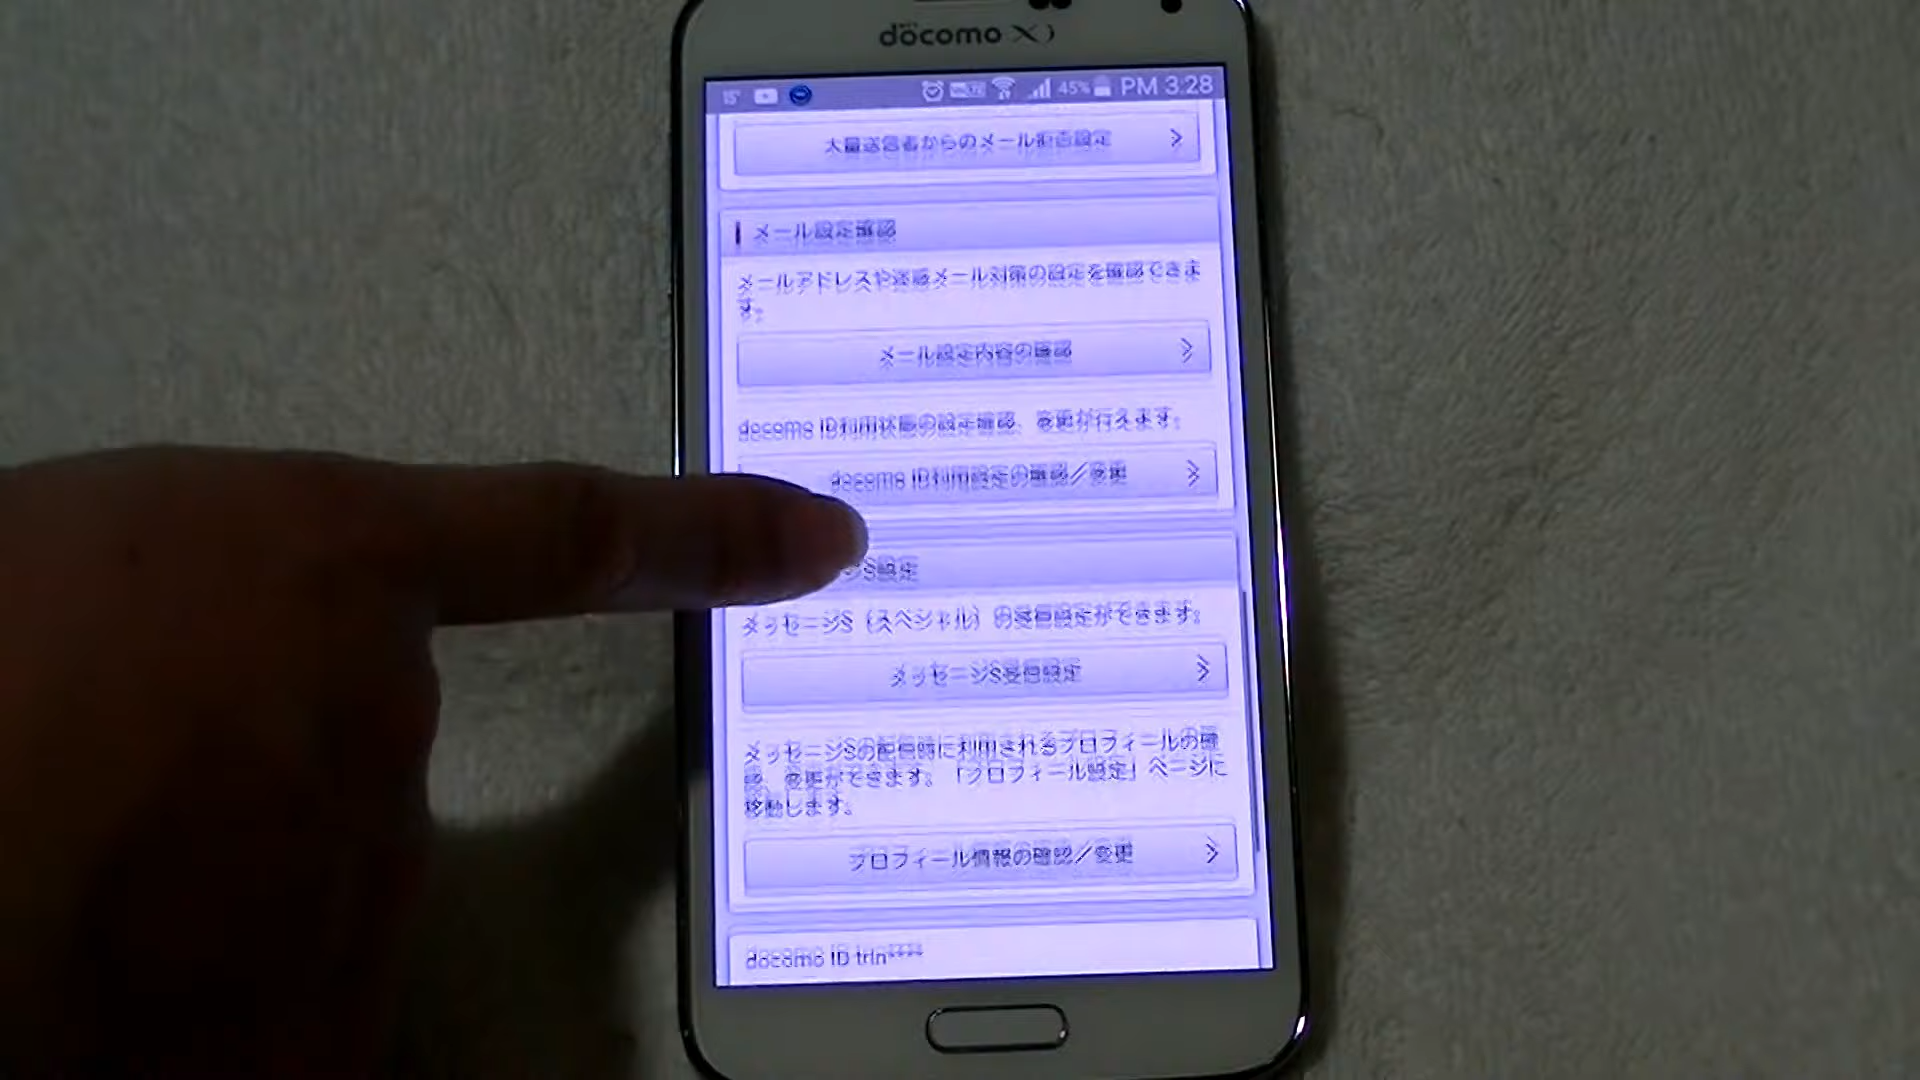 docomo Xi
15° VoLTE 45% PM 3:28
大量送信者からのメール拒否設定
メール設定確認
メールアドレスや迷惑メール対策の設定を確認できま
す。
メール設定内容の確認
docomo ID利用状態の設定確認、変更が行えます。
docomo ID利用設定の確認/変更
ジS設定
メッセージS(スペシャル)の受信設定ができます。
メッセージS受信設定
メッセージSの配信時に利用されるプロフィールの確
認、変更ができます。「プロフィール設定」ページに
移動します。
プロフィール情報の確認/変更
docomo ID trin****